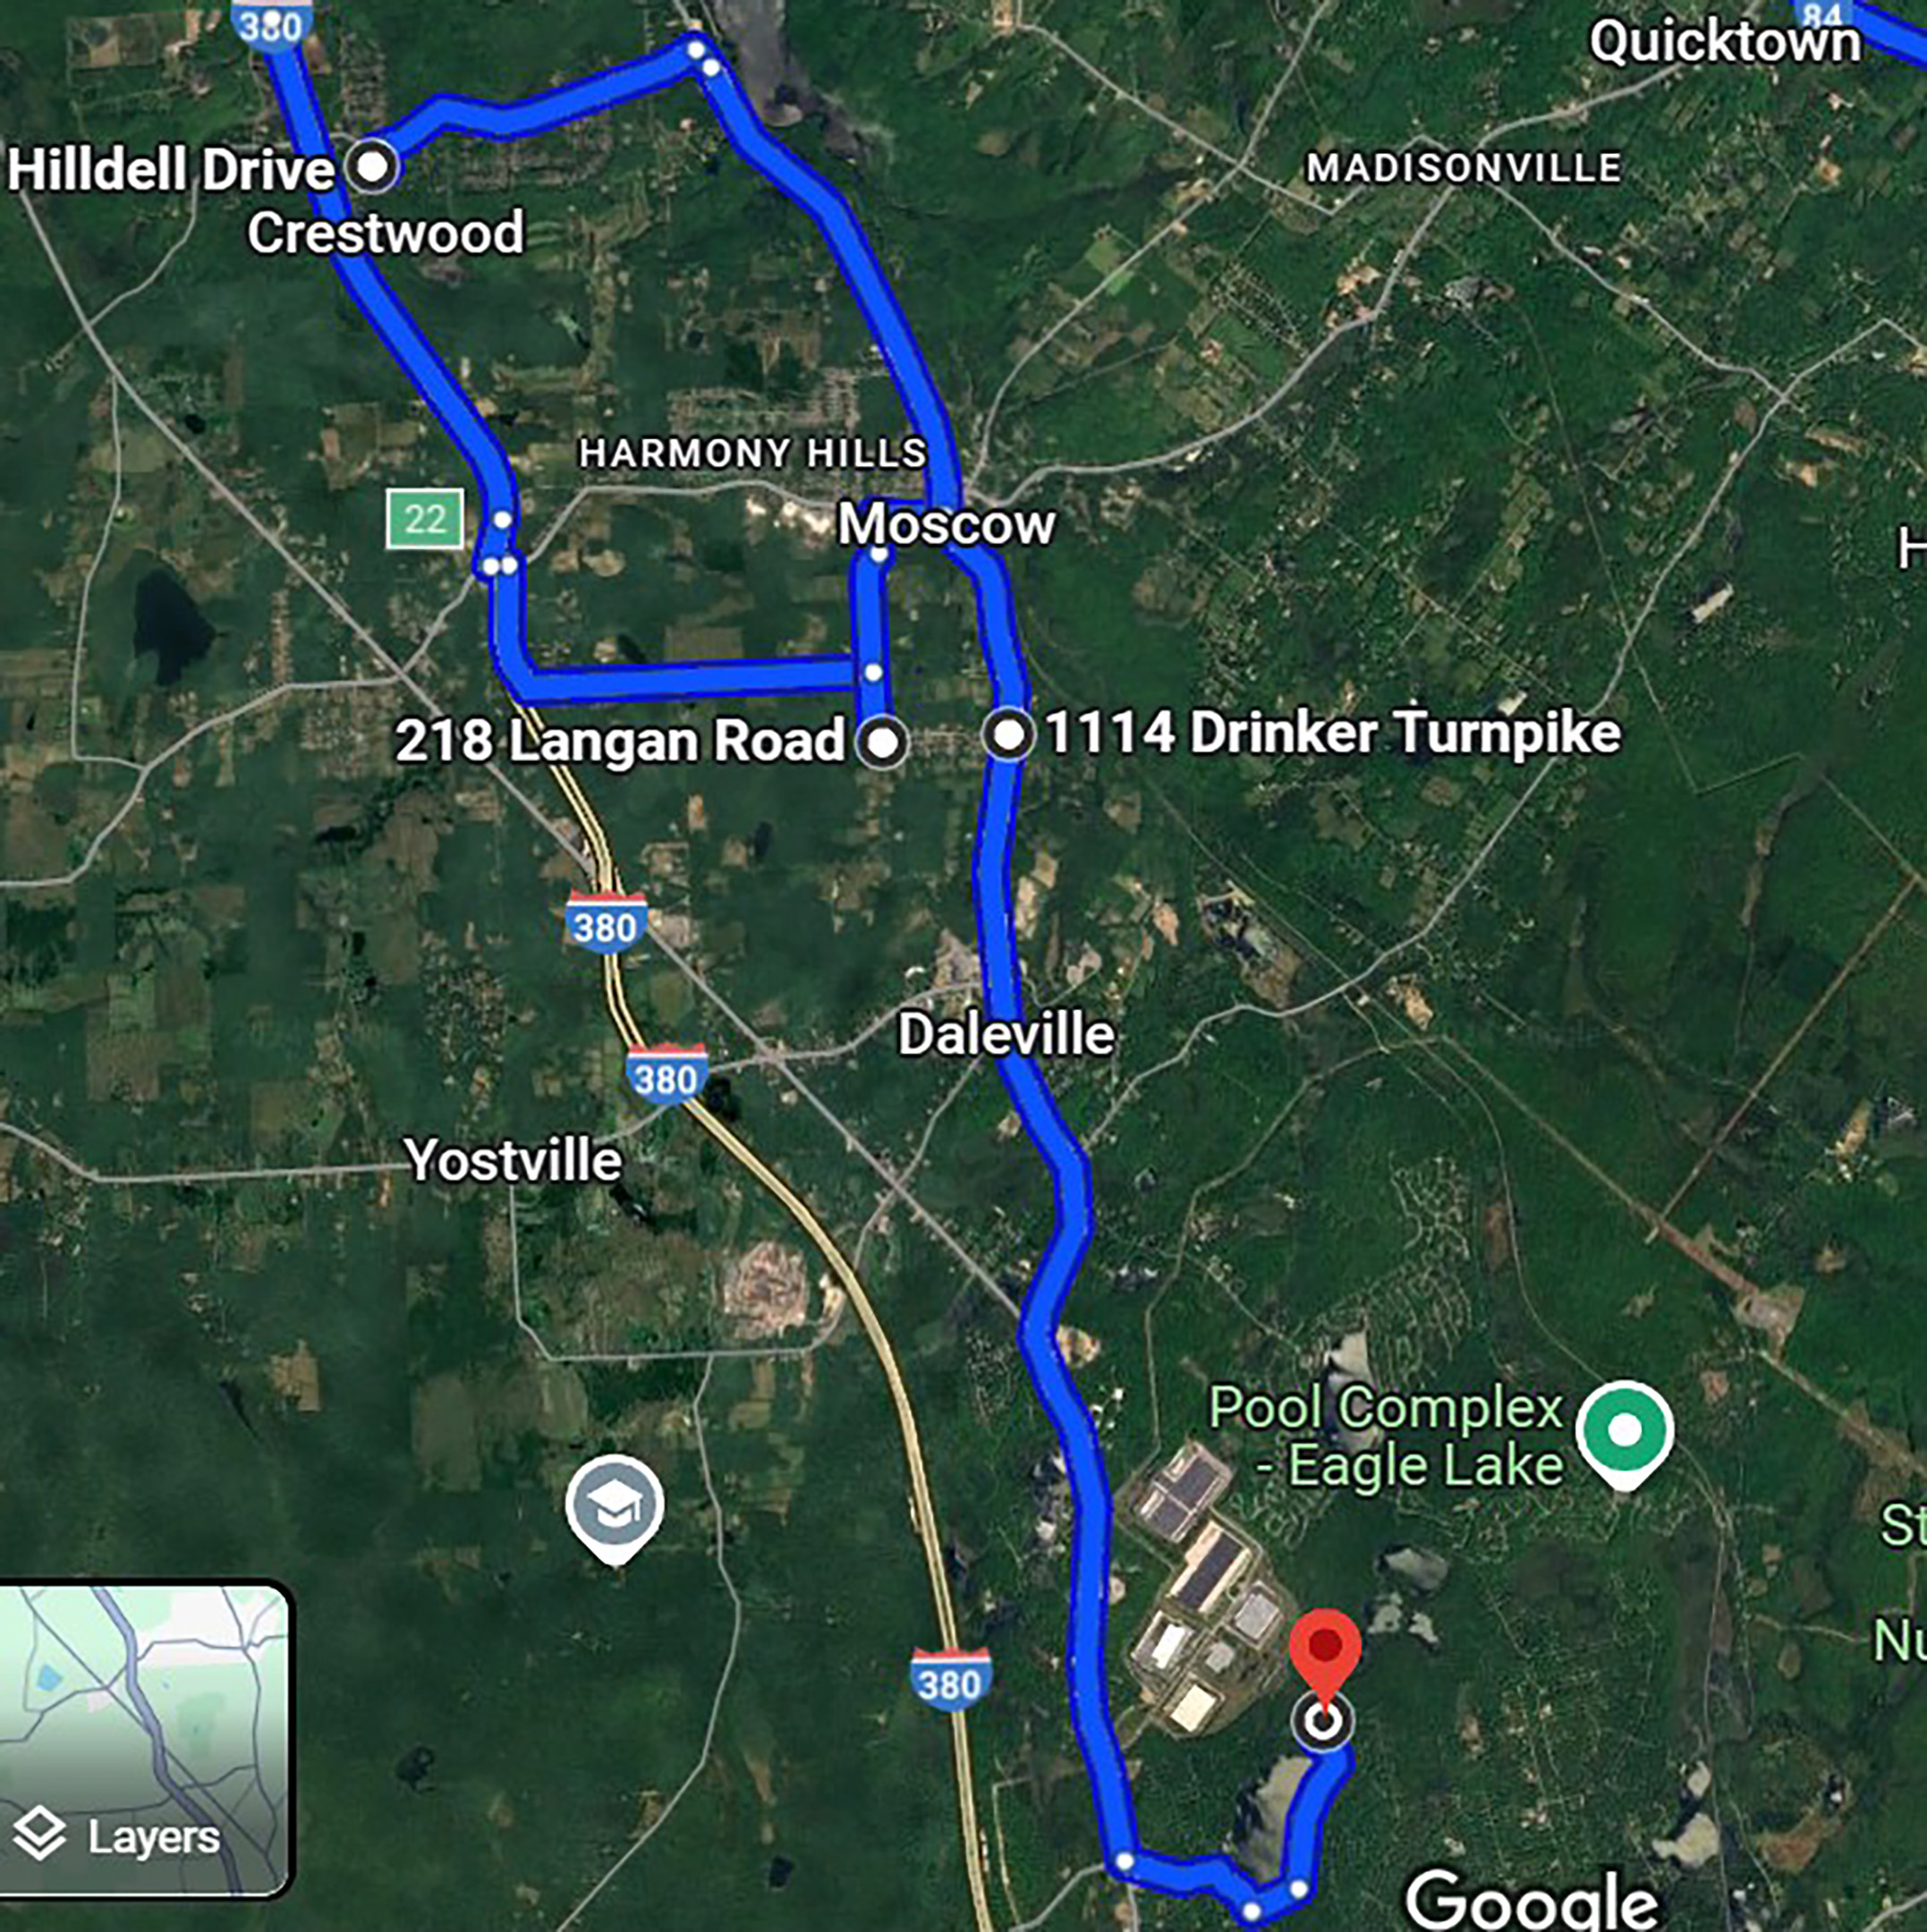 380
84
Quicktown
Hilldell Drive
MADISONVILLE
Crestwood
HARMONY HILLS
22
Moscow
H
218 Langan Road
1114 Drinker Turnpike
380
Daleville
380
Yostville
Pool Complex
- Eagle Lake
St
Nu
380
Layers
Google